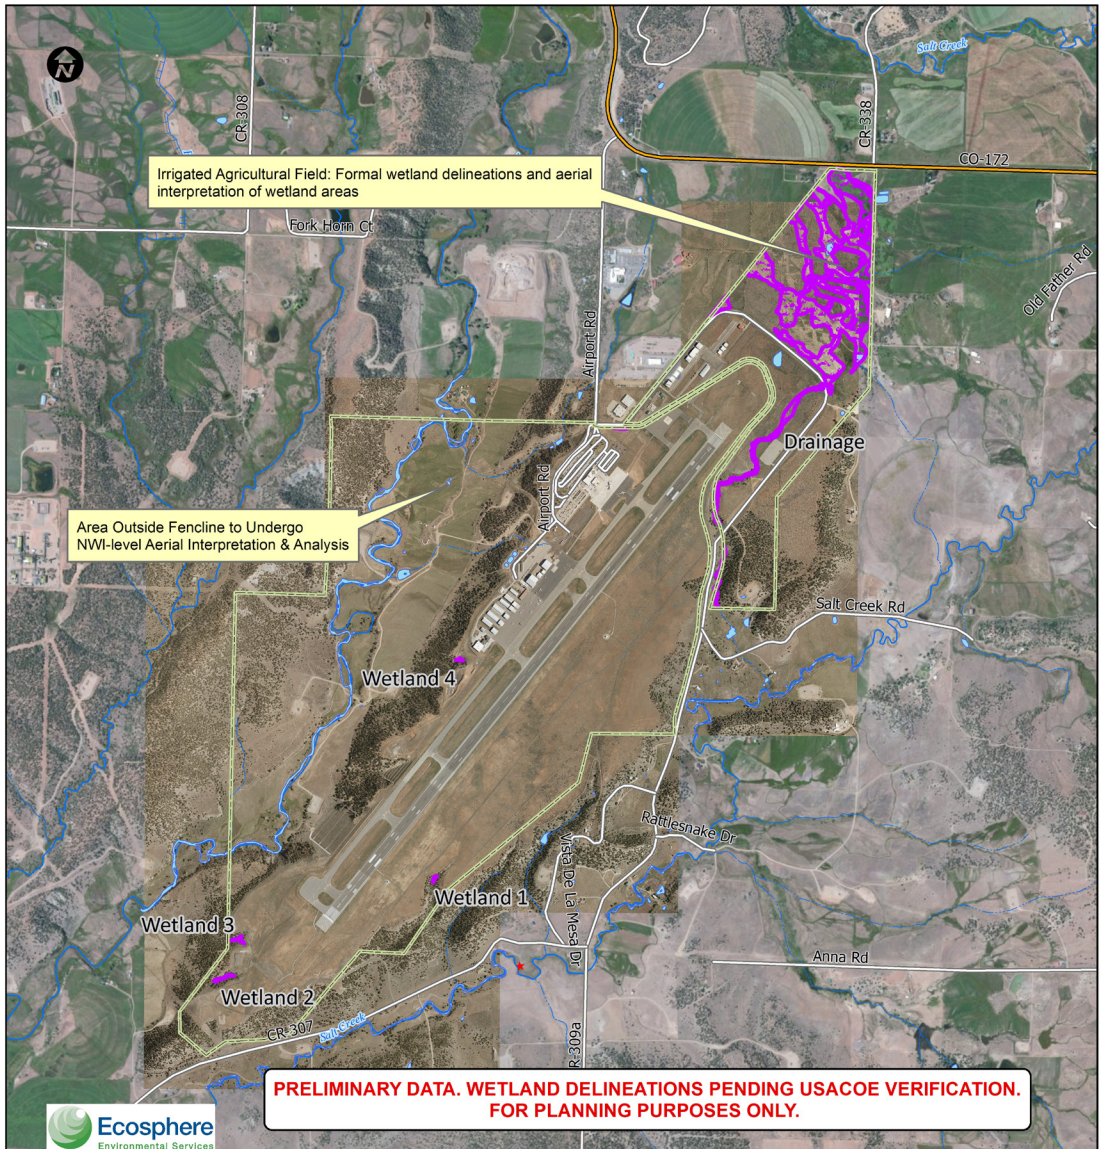 N
Salt Creek
CR-308
CR-338
CO-172
Irrigated Agricultural Field: Formal wetland delineations and aerial
interpretation of wetland areas
Fork Horn Ct
Old Father Rd
Airport Rd
Drainage
Airport Rd
Area Outside Fencline to Undergo
NWI-level Aerial Interpretation & Analysis
Salt Creek Rd
Wetland 4
Rattlesnake Dr
Vista De La Mesa Dr
Wetland 1
Wetland 3
Anna Rd
Wetland 2
CR-307
Salt Creek
R-309a
PRELIMINARY DATA. WETLAND DELINEATIONS PENDING USACOE VERIFICATION.
FOR PLANNING PURPOSES ONLY.
Ecosphere
Environmental Services